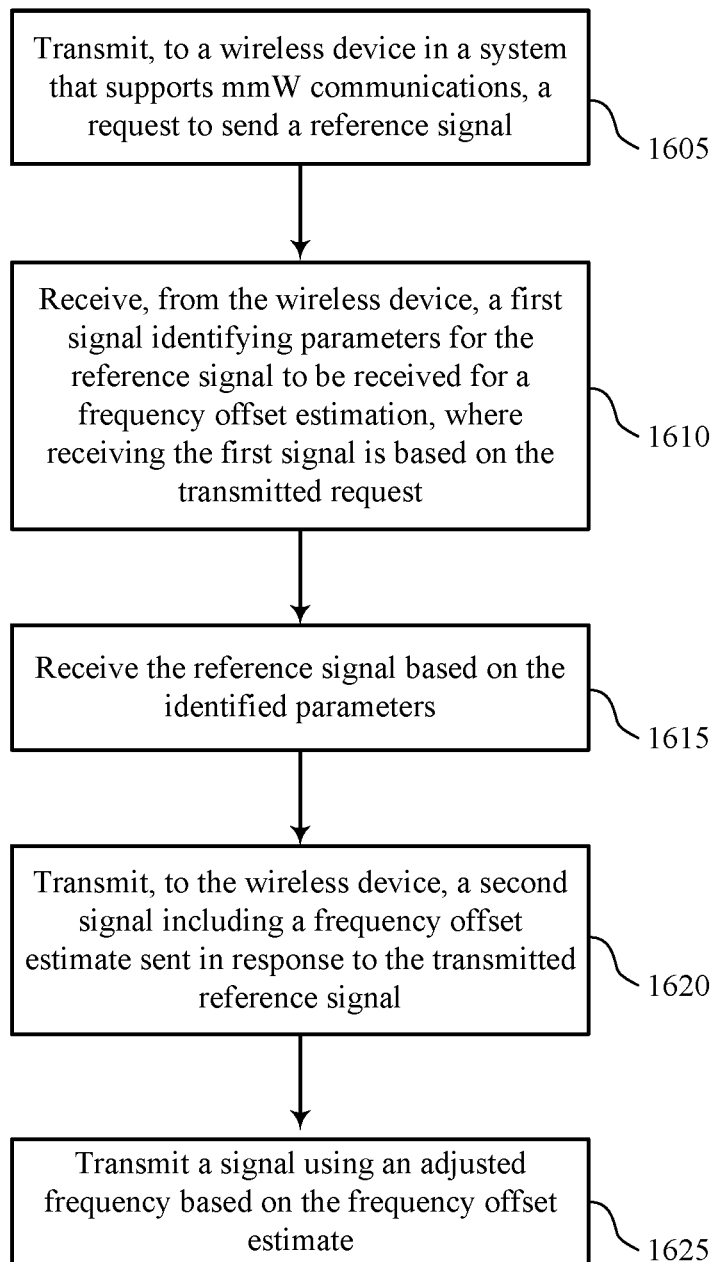 Transmit, to a wireless device in a system
that supports mmW communications, a
request to send a reference signal
1605
Receive, from the wireless device, a first
signal identifying parameters for the
reference signal to be received for a
frequency offset estimation, where
receiving the first signal is based on the
transmitted request
1610
Receive the reference signal based on the
identified parameters
1615
Transmit, to the wireless device, a second
signal including a frequency offset
estimate sent in response to the transmitted
reference signal
1620
Transmit a signal using an adjusted
frequency based on the frequency offset
estimate
1625